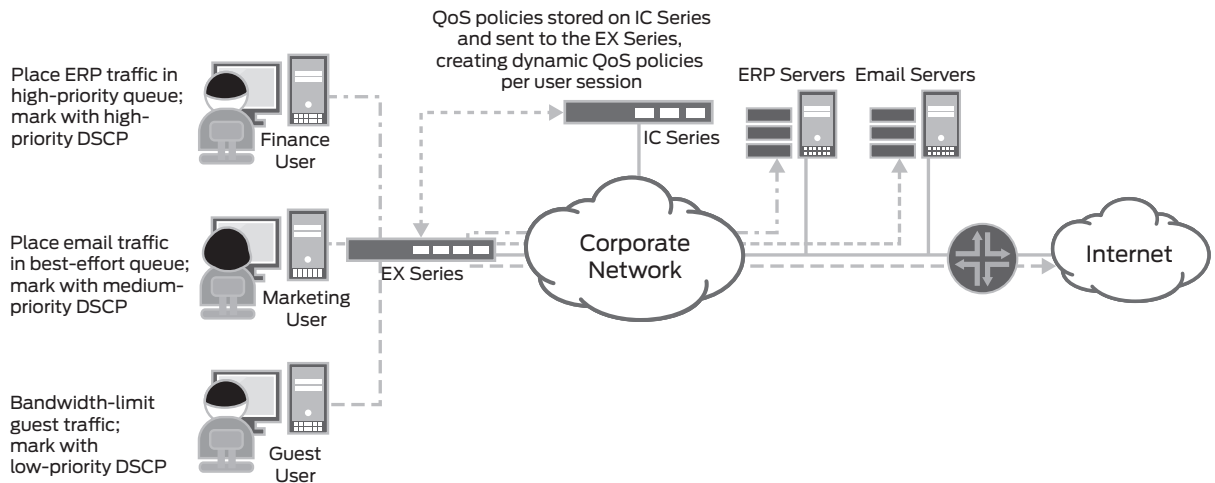 QoS policies stored on IC Series
and sent to the EX Series,
creating dynamic QoS policies
per user session
Place ERP traffic in
high-priority queue;
mark with high-
priority DSCP
Finance
User
IC Series
ERP Servers
Email Servers
Place email traffic
in best-effort queue;
mark with medium-
priority DSCP
Marketing
User
EX Series
Corporate
Network
Internet
Bandwidth-limit
guest traffic;
mark with
low-priority DSCP
Guest
User